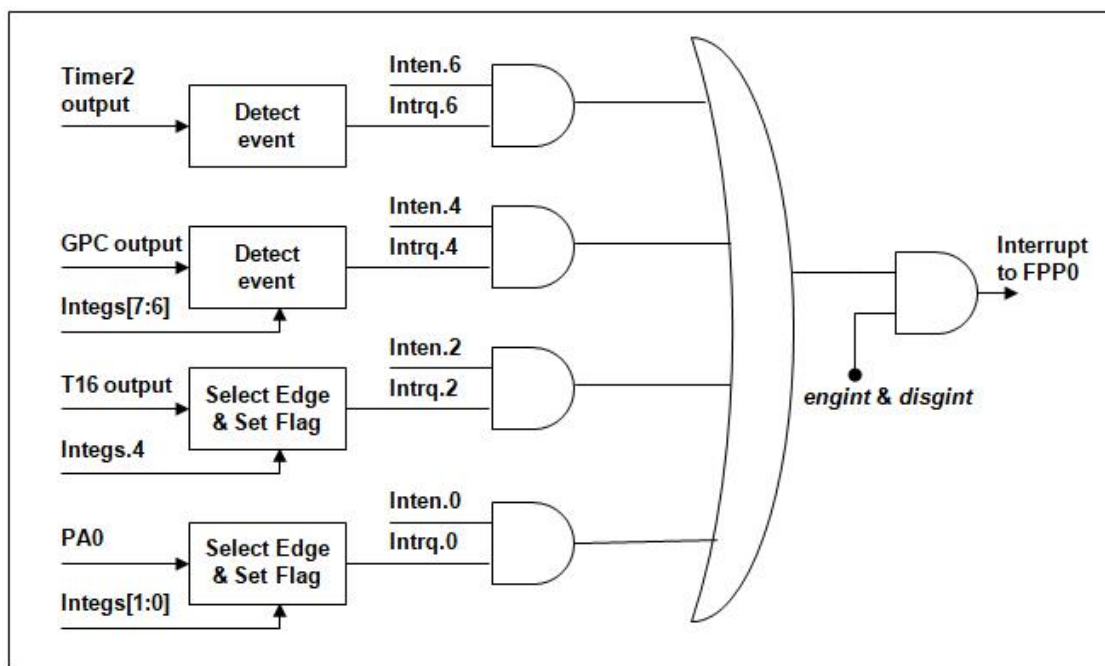 Timer2
output
Detect
event
Inten.6
Intrq.6
GPC output
Integs[7:6]
Detect
event
Inten.4
Intrq.4
T16 output
Integs.4
Select Edge
& Set Flag
Inten.2
Intrq.2
PA0
Integs[1:0]
Select Edge
& Set Flag
Inten.0
Intrq.0
engint & disgint
Interrupt
to FPP0